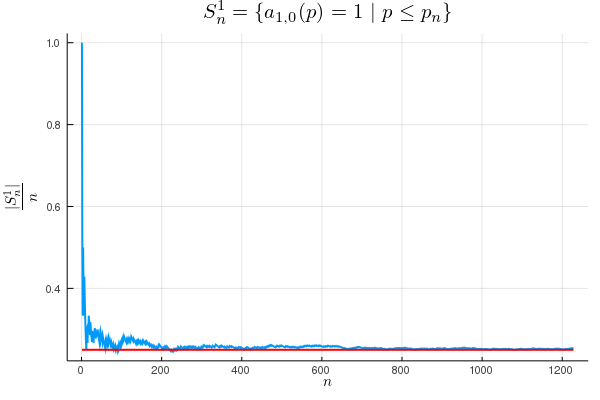 S_n^1 = {a_{1,0}(p) = 1 | p ≤ p_n}
1.0
0.8
0.6
0.4
|S_n^1|
n
0
200
400
600
800
1000
1200
n